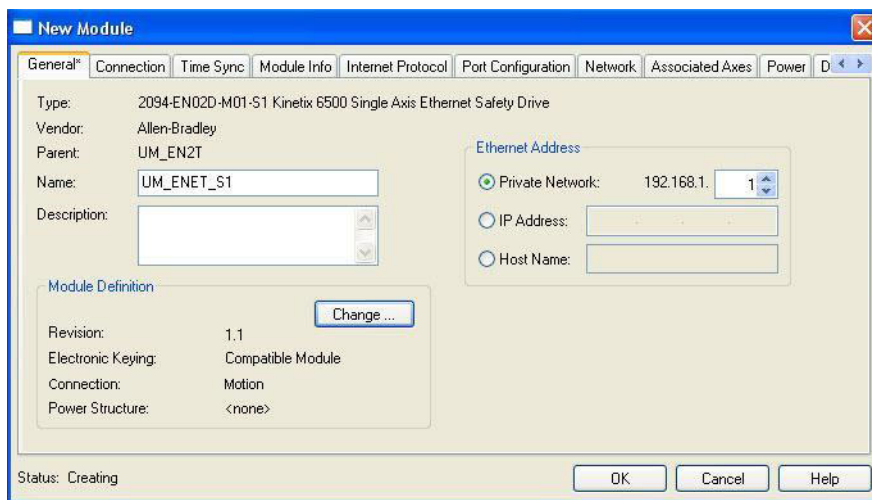 New Module
General* Connection Time Sync Module Info Internet Protocol Port Configuration Network Associated Axes Power D
Type: 2094-EN02D-M01-S1 Kinetix 6500 Single Axis Ethernet Safety Drive
Vendor: Allen-Bradley
Parent: UM_EN2T
Name: UM_ENET_S1
Description:
Ethernet Address
Private Network: 192.168.1. 1
IP Address: . . .
Host Name:
Module Definition
Change ...
Revision: 1.1
Electronic Keying: Compatible Module
Connection: Motion
Power Structure: <none>
Status: Creating
OK Cancel Help